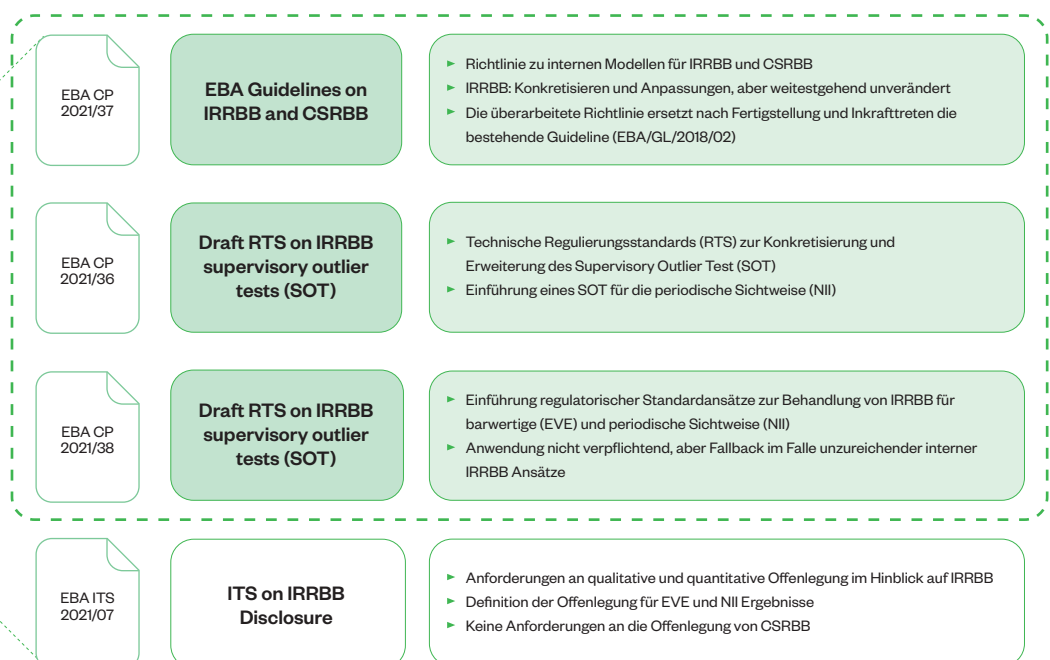 EBA CP
2021/37
EBA Guidelines on
IRRBB and CSRBB
► Richtlinie zu internen Modellen für IRRBB und CSRBB
► IRRBB: Konkretisieren und Anpassungen, aber weitestgehend unverändert
► Die überarbeitete Richtlinie ersetzt nach Fertigstellung und Inkrafttreten die
bestehende Guideline (EBA/GL/2018/02)
EBA CP
2021/36
Draft RTS on IRRBB
supervisory outlier
tests (SOT)
► Technische Regulierungsstandards (RTS) zur Konkretisierung und
Erweiterung des Supervisory Outlier Test (SOT)
► Einführung eines SOT für die periodische Sichtweise (NII)
EBA CP
2021/38
Draft RTS on IRRBB
supervisory outlier
tests (SOT)
► Einführung regulatorischer Standardansätze zur Behandlung von IRRBB für
barwertige (EVE) und periodische Sichtweise (NII)
► Anwendung nicht verpflichtend, aber Fallback im Falle unzureichender interner
IRRBB Ansätze
EBA ITS
2021/07
ITS on IRRBB
Disclosure
► Anforderungen an qualitative und quantitative Offenlegung im Hinblick auf IRRBB
► Definition der Offenlegung für EVE und NII Ergebnisse
► Keine Anforderungen an die Offenlegung von CSRBB